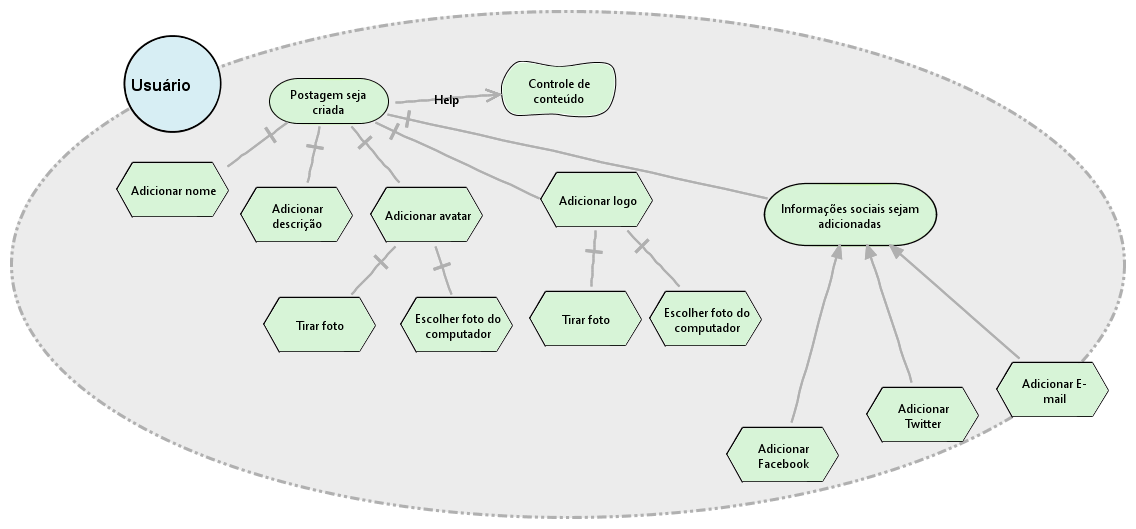 Usuário
Postagem seja
criada
Help
Controle de
conteúdo
Adicionar nome
Adicionar
descrição
Adicionar avatar
Adicionar logo
Informações sociais sejam
adicionadas
Tirar foto
Escolher foto do
computador
Tirar foto
Escolher foto do
computador
Adicionar
Facebook
Adicionar
Twitter
Adicionar E-
mail